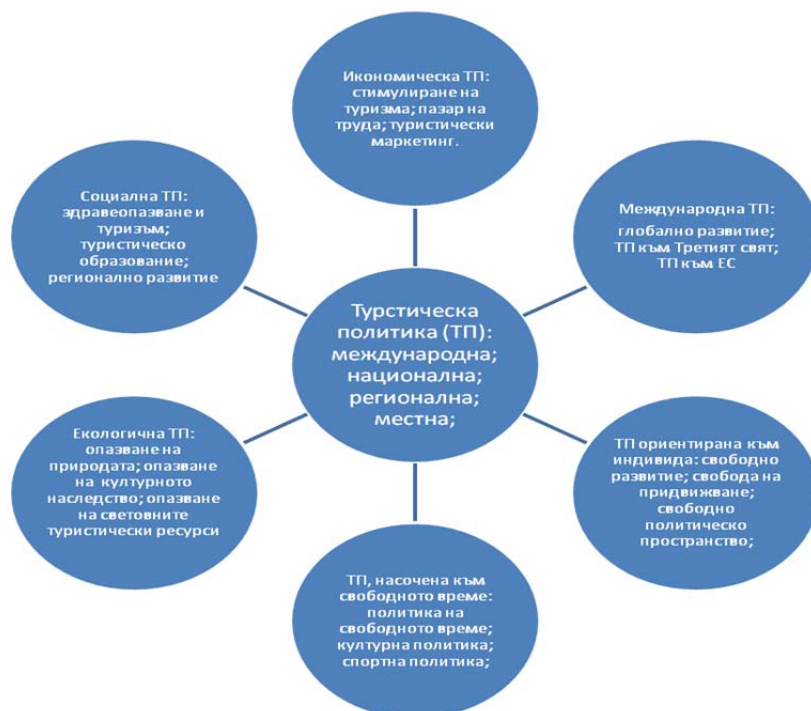 Икономическа ТП:
стимулиране на
туризма; пазар на
труда; туристически
маркетинг.
Социална ТП:
здравеопазване и
туризъм;
туристическо
образование;
регионално развитие
Международна ТП:
глобално развитие;
ТП към Третият свят;
ТП към ЕС
Турстическа
политика (ТП):
международна;
национална;
регионална;
местна;
Екологична ТП:
опазване на
природата; опазване
на културното
наследство; опазване
на световните
туристически ресурси
ТП ориентирана към
индивида: свободно
развитие; свобода на
придвижване;
свободно
политическо
пространство;
ТП, насочена към
свободното време:
политика на
свободното време;
културна политика;
спортна политика;